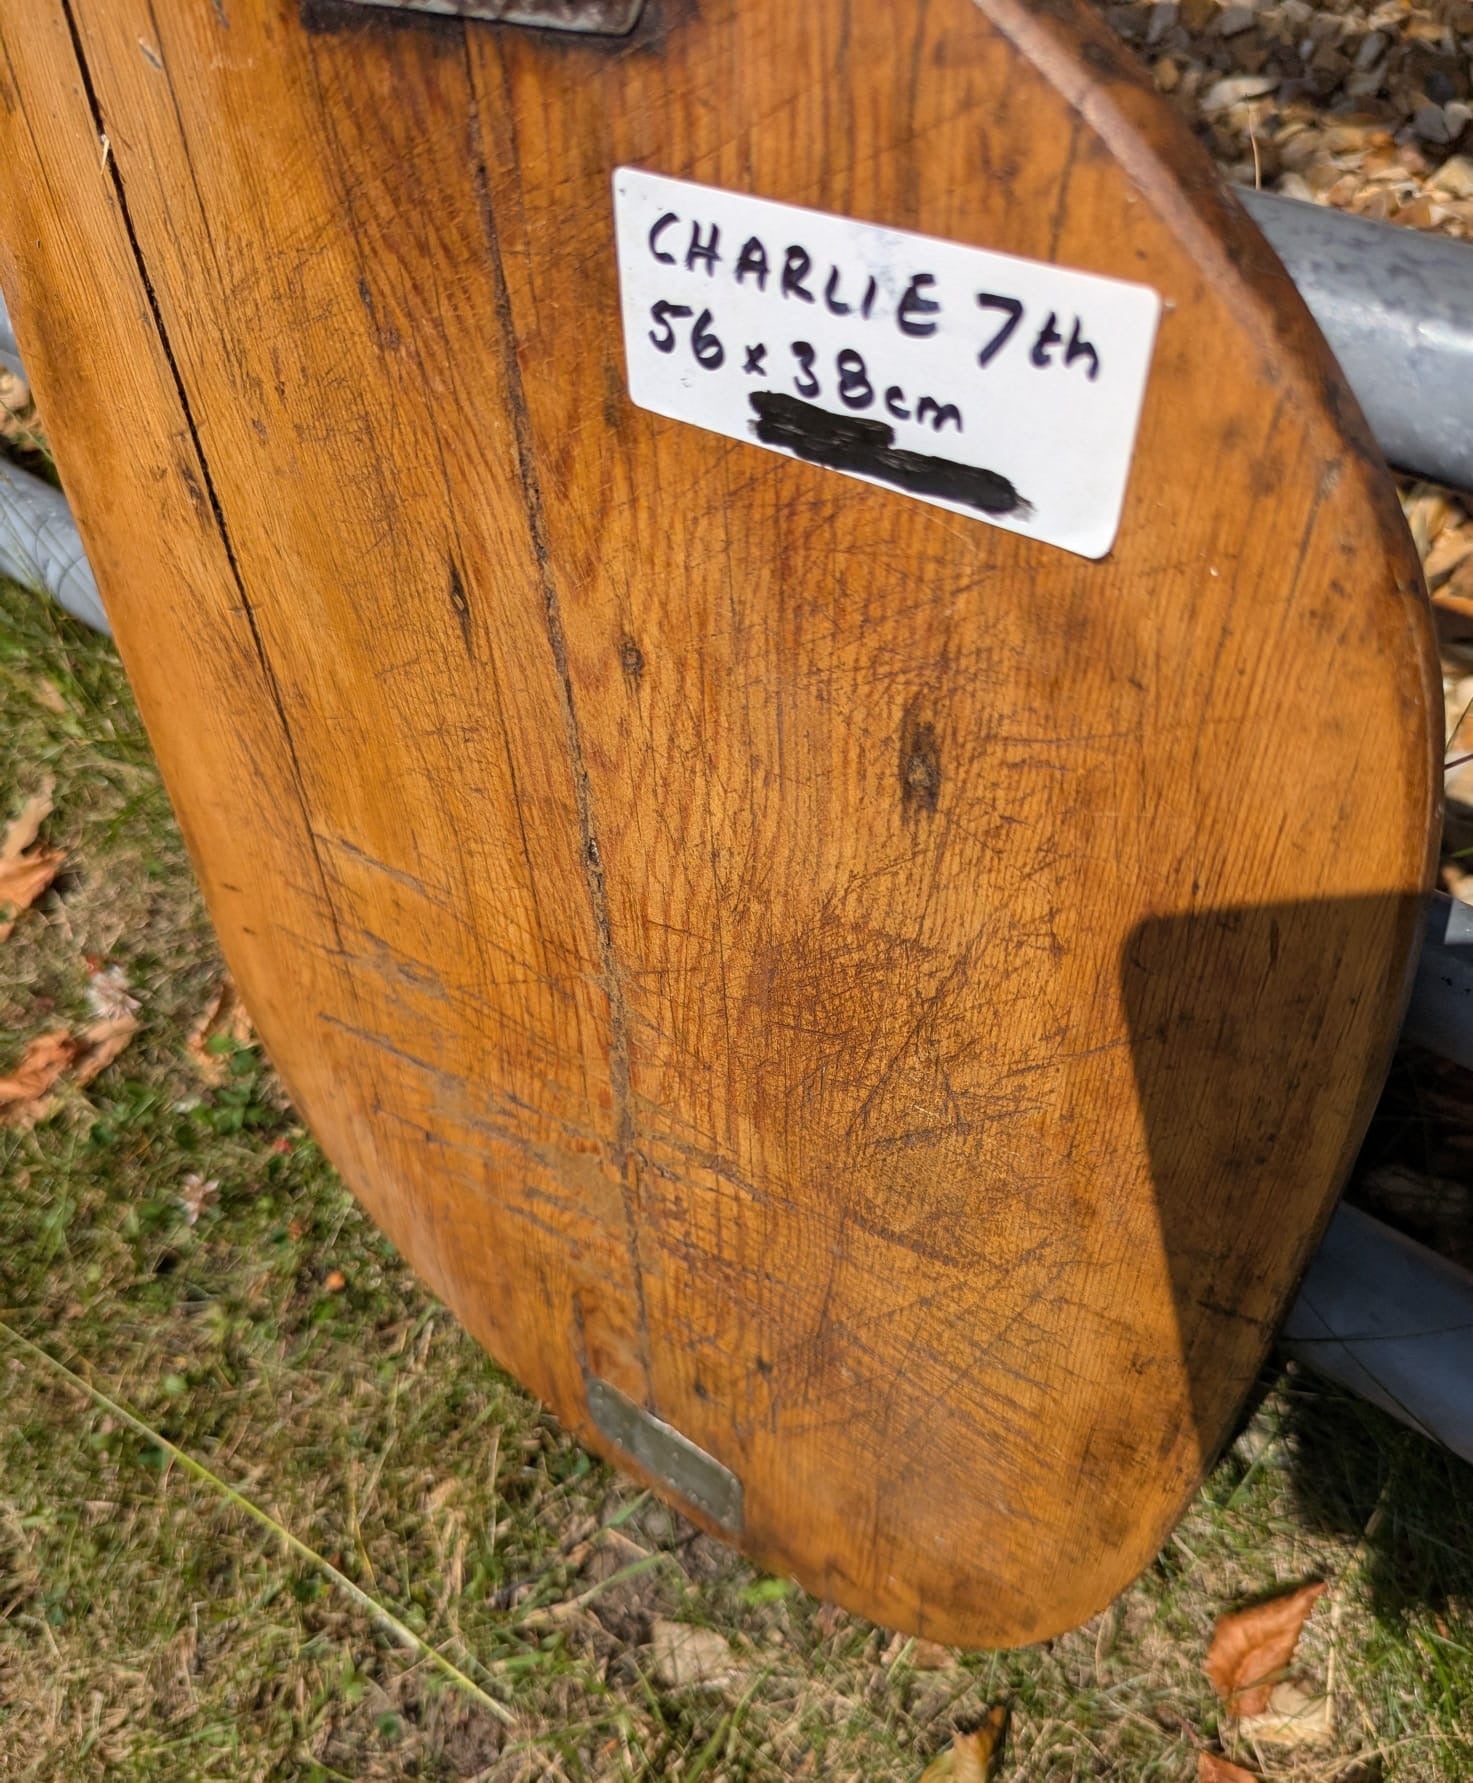 CHARLIE 7th
56 x 38cm